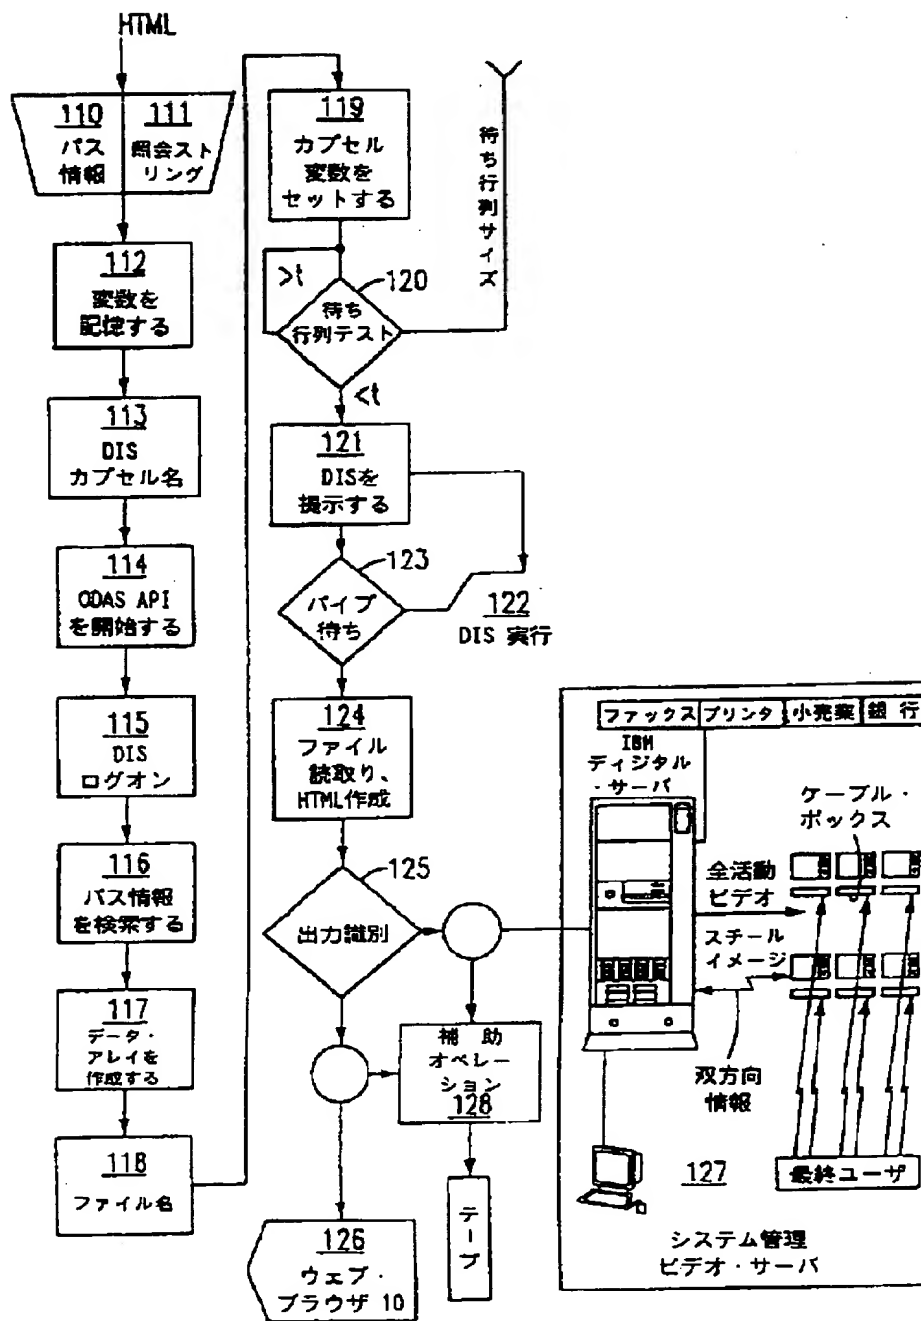 HTML
110
パス
情報
111
照会スト
リング
112
変数を
記憶する
113
DIS
カプセル名
114
ODAS API
を開始する
115
DIS
ログオン
116
パス情報
を検索する
117
データ・
アレイを
作成する
118
ファイル名
119
カプセル
変数を
セットする
>t
120
待ち
行列テスト
待ち行列サイズ
<t
121
DISを
提示する
123
パイプ
待ち
122
DIS 実行
124
ファイル
読取り、
HTML作成
125
出力識別
補助
オペレー
ション
128
テープ
126
ウェブ・
ブラウザ 10
ファックス
プリンタ
小売業
銀行
IBM
ディジタル
・サーバ
ケーブル・
ボックス
全活動
ビデオ
スチール
イメージ
双方向
情報
最終ユーザ
127
システム管理
ビデオ・サーバ